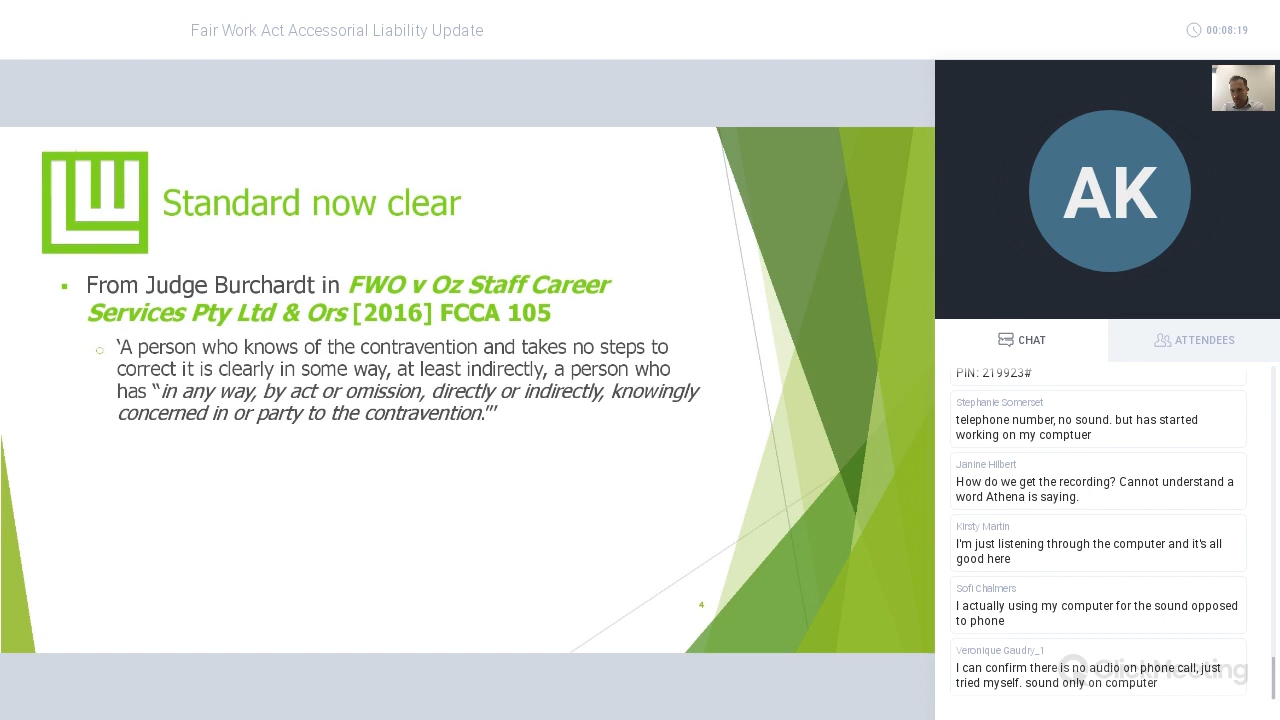 Fair Work Act Accessorial Liability Update
00:08:19
Standard now clear
From Judge Burchardt in FWO v Oz Staff Career
Services Pty Ltd & Ors [2016] FCCA 105
‘A person who knows of the contravention and takes no steps to
correct it is clearly in some way, at least indirectly, a person who
has “in any way, by act or omission, directly or indirectly, knowingly
concerned in or party to the contravention.”’
4
AK
CHAT
ATTENDEES
PIN: 219923#
Stephanie Somerset
telephone number, no sound. but has started
working on my comptuer
Janine Hilbert
How do we get the recording? Cannot understand a
word Athena is saying.
Kirsty Martin
I'm just listening through the computer and it's all
good here
Sofi Chalmers
I actually using my computer for the sound opposed
to phone
Veronique Gaudry_1
I can confirm there is no audio on phone call, just
tried myself. sound only on computer
ClickMeeting